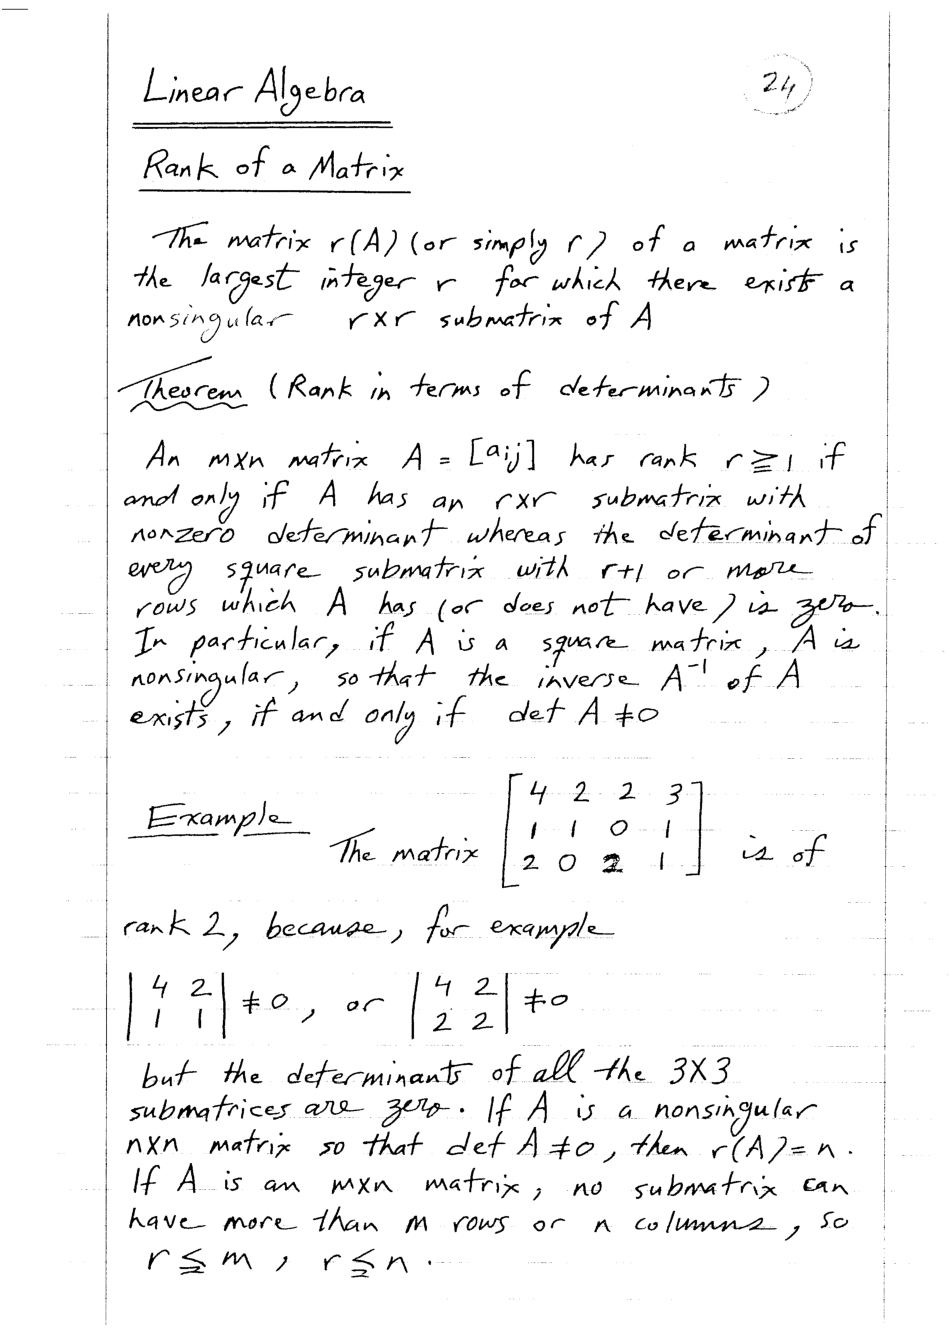 Linear Algebra
24
Rank of a Matrix
The matrix r(A) (or simply r) of a matrix is
the largest integer r for which there exists a
nonsingular r×r submatrix of A
Theorem (Rank in terms of determinants)
An m×n matrix A = [aij] has rank r ≧ 1 if
and only if A has an r×r submatrix with
nonzero determinant whereas the determinant of
every square submatrix with r+1 or more
rows which A has (or does not have) is zero.
In particular, if A is a square matrix, A is
nonsingular, so that the inverse A⁻¹ of A
exists, if and only if det A ≠ 0
Example
4 2 2 3
1 1 0 1
The matrix
2 0 2 1
is of
rank 2, because, for example
4 2
1 1
≠ 0, or
4 2
2 2
≠ 0
but the determinants of all the 3X3
submatrices are zero. If A is a nonsingular
n×n matrix so that det A ≠ 0, then r(A) = n.
If A is an m×n matrix, no submatrix can
have more than m rows or n columns, so
r ≦ m, r ≦ n.